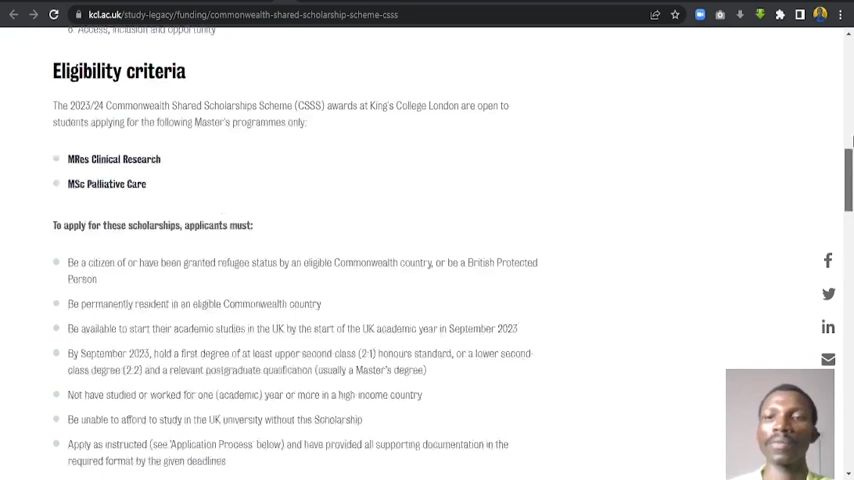 kcl.ac.uk/study-legacy/funding/commonwealth-shared-scholarship-scheme-csss
6 Access, inclusion and opportunity
Eligibility criteria
The 2023/24 Commonwealth Shared Scholarships Scheme (CSSS) awards at King's College London are open to
students applying for the following Master's programmes only:
MRes Clinical Research
MSc Palliative Care
To apply for these scholarships, applicants must:
Be a citizen of or have been granted refugee status by an eligible Commonwealth country, or be a British Protected
Person
Be permanently resident in an eligible Commonwealth country
Be available to start their academic studies in the UK by the start of the UK academic year in September 2023
By September 2023, hold a first degree of at least upper second-class (2:1) honours standard, or a lower second-
class degree (2:2) and a relevant postgraduate qualification (usually a Master's degree)
Not have studied or worked for one (academic) year or more in a high-income country
Be unable to afford to study in the UK university without this Scholarship
Apply as instructed (see 'Application Process' below) and have provided all supporting documentation in the
required format by the given deadlines